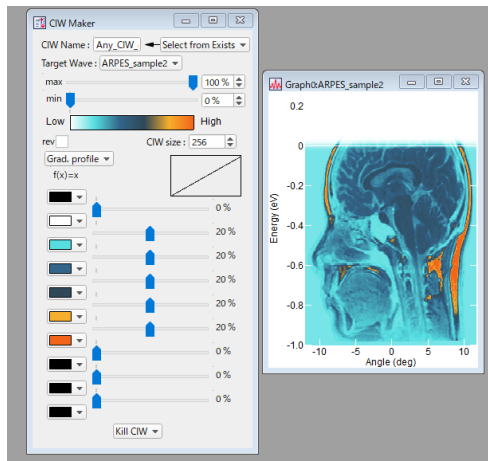 CIW Maker
CIW Name : Any_CIW_ Select from Exists
Target Wave : ARPES_sample2
max 100 %
min 0 %
Low High
rev CIW size : 256
Grad. profile
f(x)=x
0 %
20 %
20 %
20 %
20 %
20 %
0 %
0 %
0 %
Kill CIW
Graph0:ARPES_sample2
0.2
0
-0.2
-0.4
-0.6
-0.8
-1.0
Energy (eV)
-10 -5 0 5 10
Angle (deg)